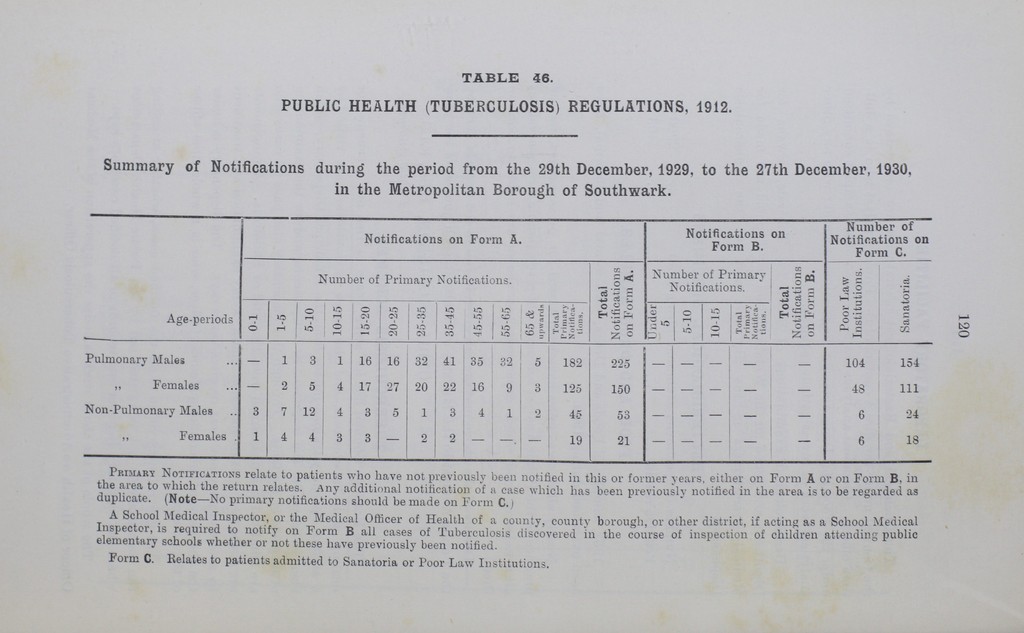 TABLE 46.
PUBLIC HEALTH (TUBERCULOSIS) REGULATIONS, 1912.
Summary of Notifications during the period from the 29th December, 1929, to the 27th December, 1930,
in the Metropolitan Borough of Southwark.
Notifications on Form A. Notifications on Form B. Number of Notifications on Form C.
Number of Primary Notifications. Total Notifications on Form A. Number of Primary Notifications. Total Notifications on Form B. Poor Law Institutions. Sanatoria.
Age-periods 0-1 1-5 5-10 10-15 15-20 20-25 25-35 35-45 45-55 55-65 65 & upwards Total Primary Notifications. Under 5 5-10 10-15 Total Primary Notifications.
Pulmonary Males ... — 1 3 1 16 16 32 41 35 32 5 182 225 — — — — — 104 154
„ Females ... — 2 5 4 17 27 20 22 16 9 3 125 150 — — — — — 48 111
Non-Pulmonary Males .. 3 7 12 4 3 5 1 3 4 1 2 45 53 — — — — — 6 24
„ Females . 1 4 4 3 3 — 2 2 — — — 19 21 — — — — — 6 18
PRIMARY NOTIFICATIONS relate to patients who have not previously been notified in this or former years, either on Form A or on Form B, in
the area to which the return relates. Any additional notification of a case which has been previously notified in the area is to be regarded as
duplicate. (Note—No primary notifications should be made on Form C.)
A School Medical Inspector, or the Medical Officer of Health of a county, county borough, or other district, if acting as a School Medical
Inspector, is required to notify on Form B all cases of Tuberculosis discovered in the course of inspection of children attending public
elementary schools whether or not these have previously been notified.
Form C. Relates to patients admitted to Sanatoria or Poor Law Institutions.
120